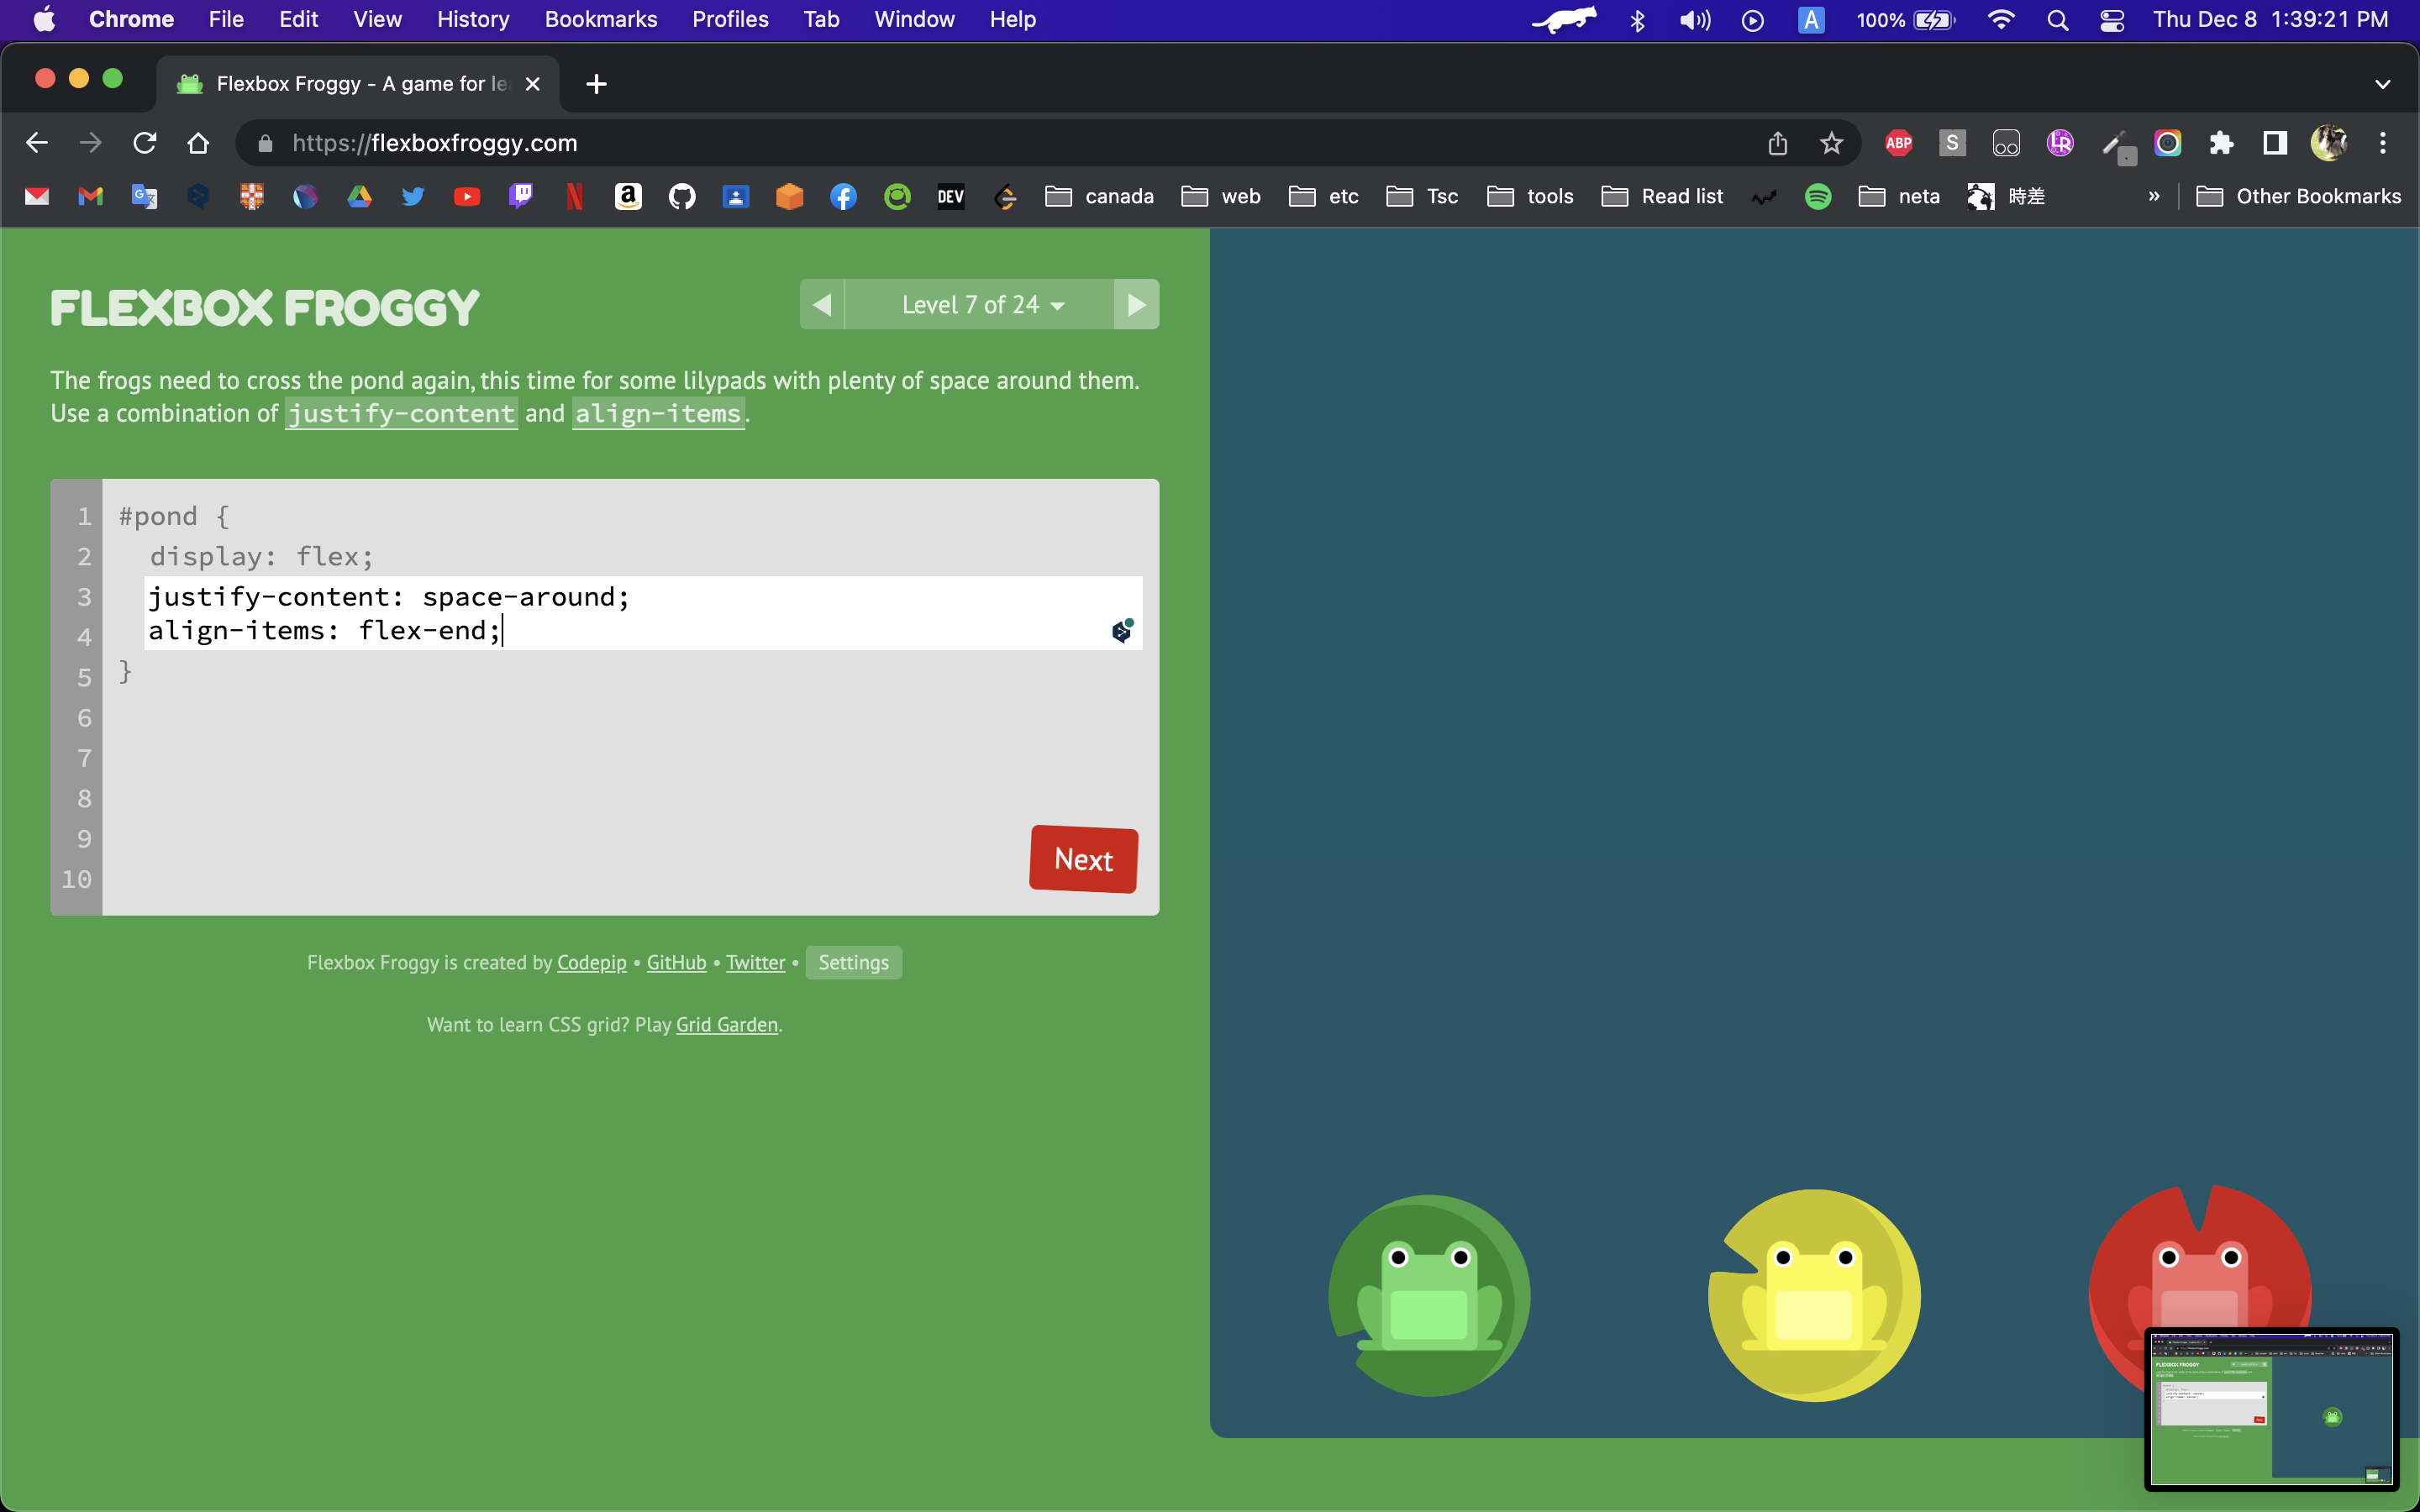 Chrome File Edit View History Bookmarks Profiles Tab Window Help A 100% Thu Dec 8 1:39:21 PM
Flexbox Froggy - A game for le
https://flexboxfroggy.com ABP S LR
a DEV canada web etc Tsc tools Read list neta 時差 » Other Bookmarks
FLEXBOX FROGGY
Level 7 of 24
The frogs need to cross the pond again, this time for some lilypads with plenty of space around them.
Use a combination of justify-content and align-items.
1 #pond {
2 display: flex;
3 justify-content: space-around;
4 align-items: flex-end;
5 }
6
7
8
9
10
Next
Flexbox Froggy is created by Codepip • GitHub • Twitter • Settings
Want to learn CSS grid? Play Grid Garden.
FLEXBOX FROGGY